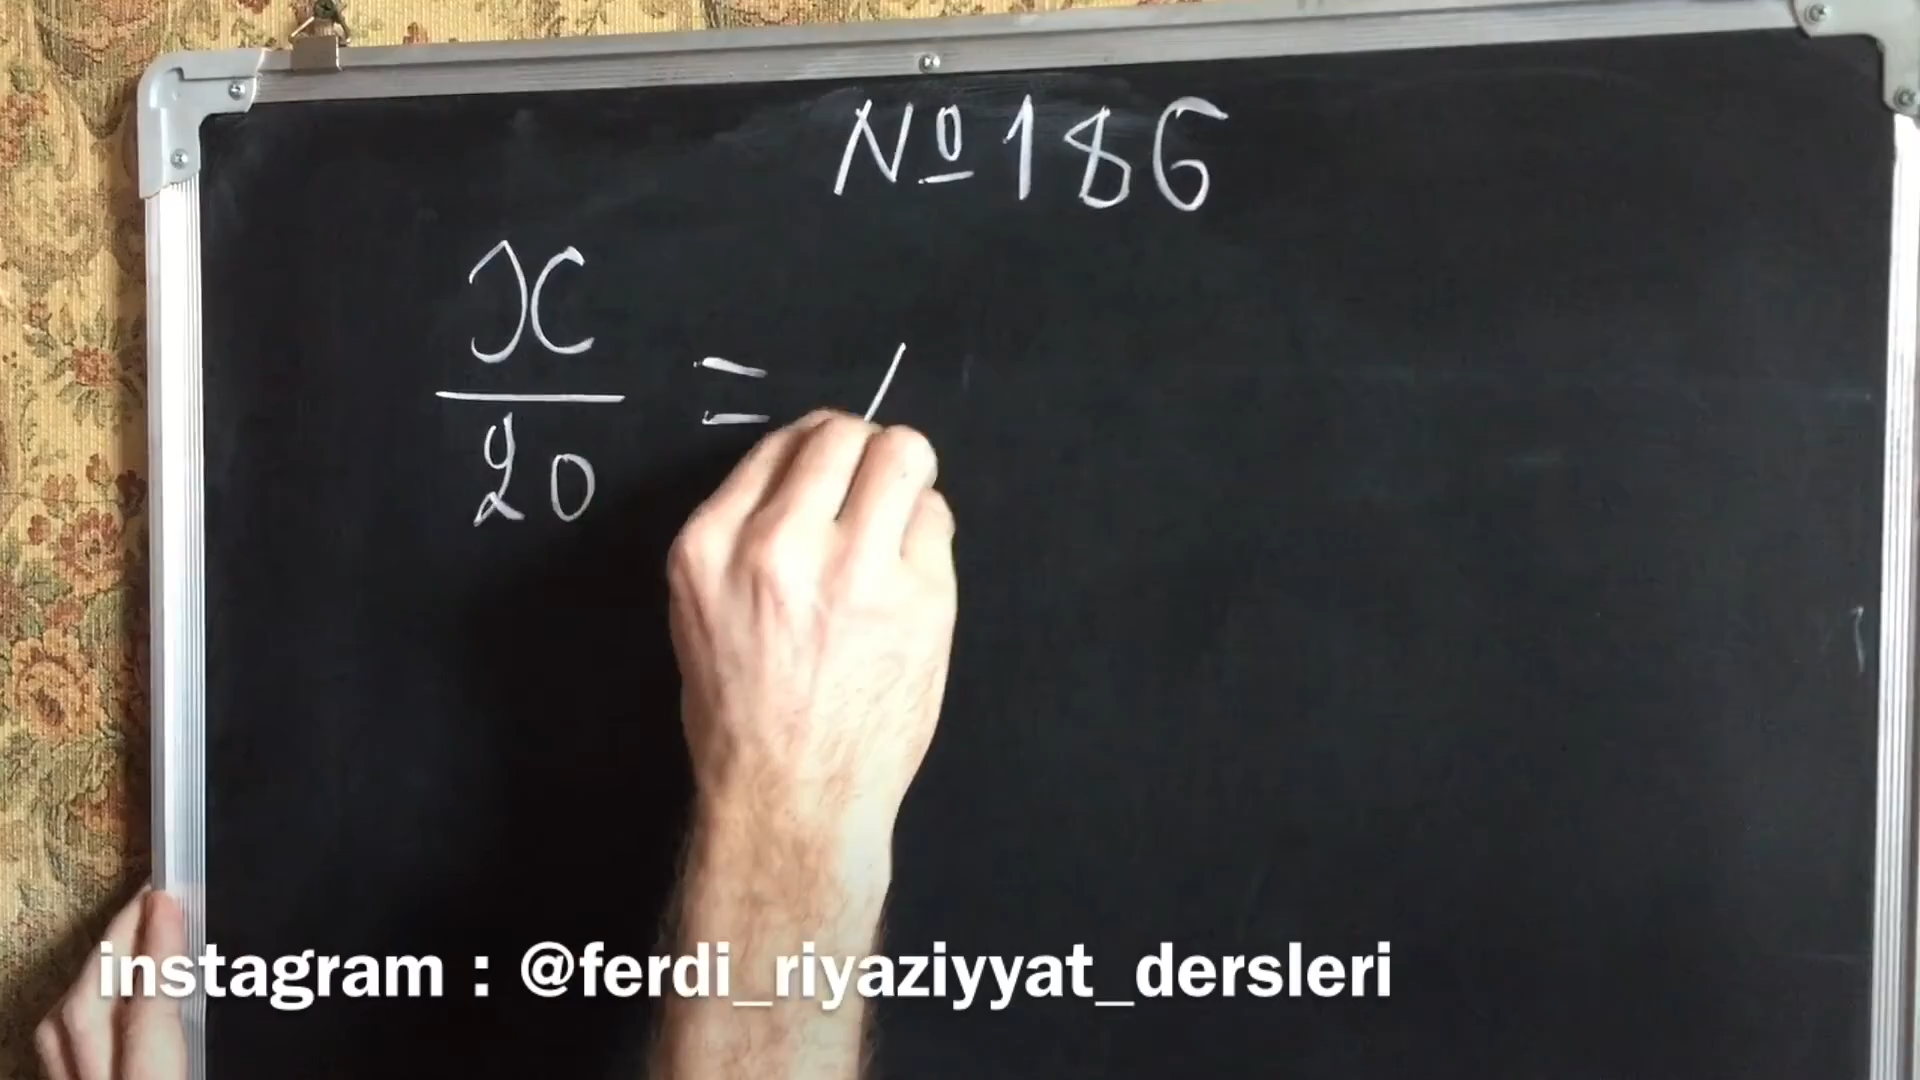 №186
x
20
=
instagram : @ferdi_riyaziyyat_dersleri